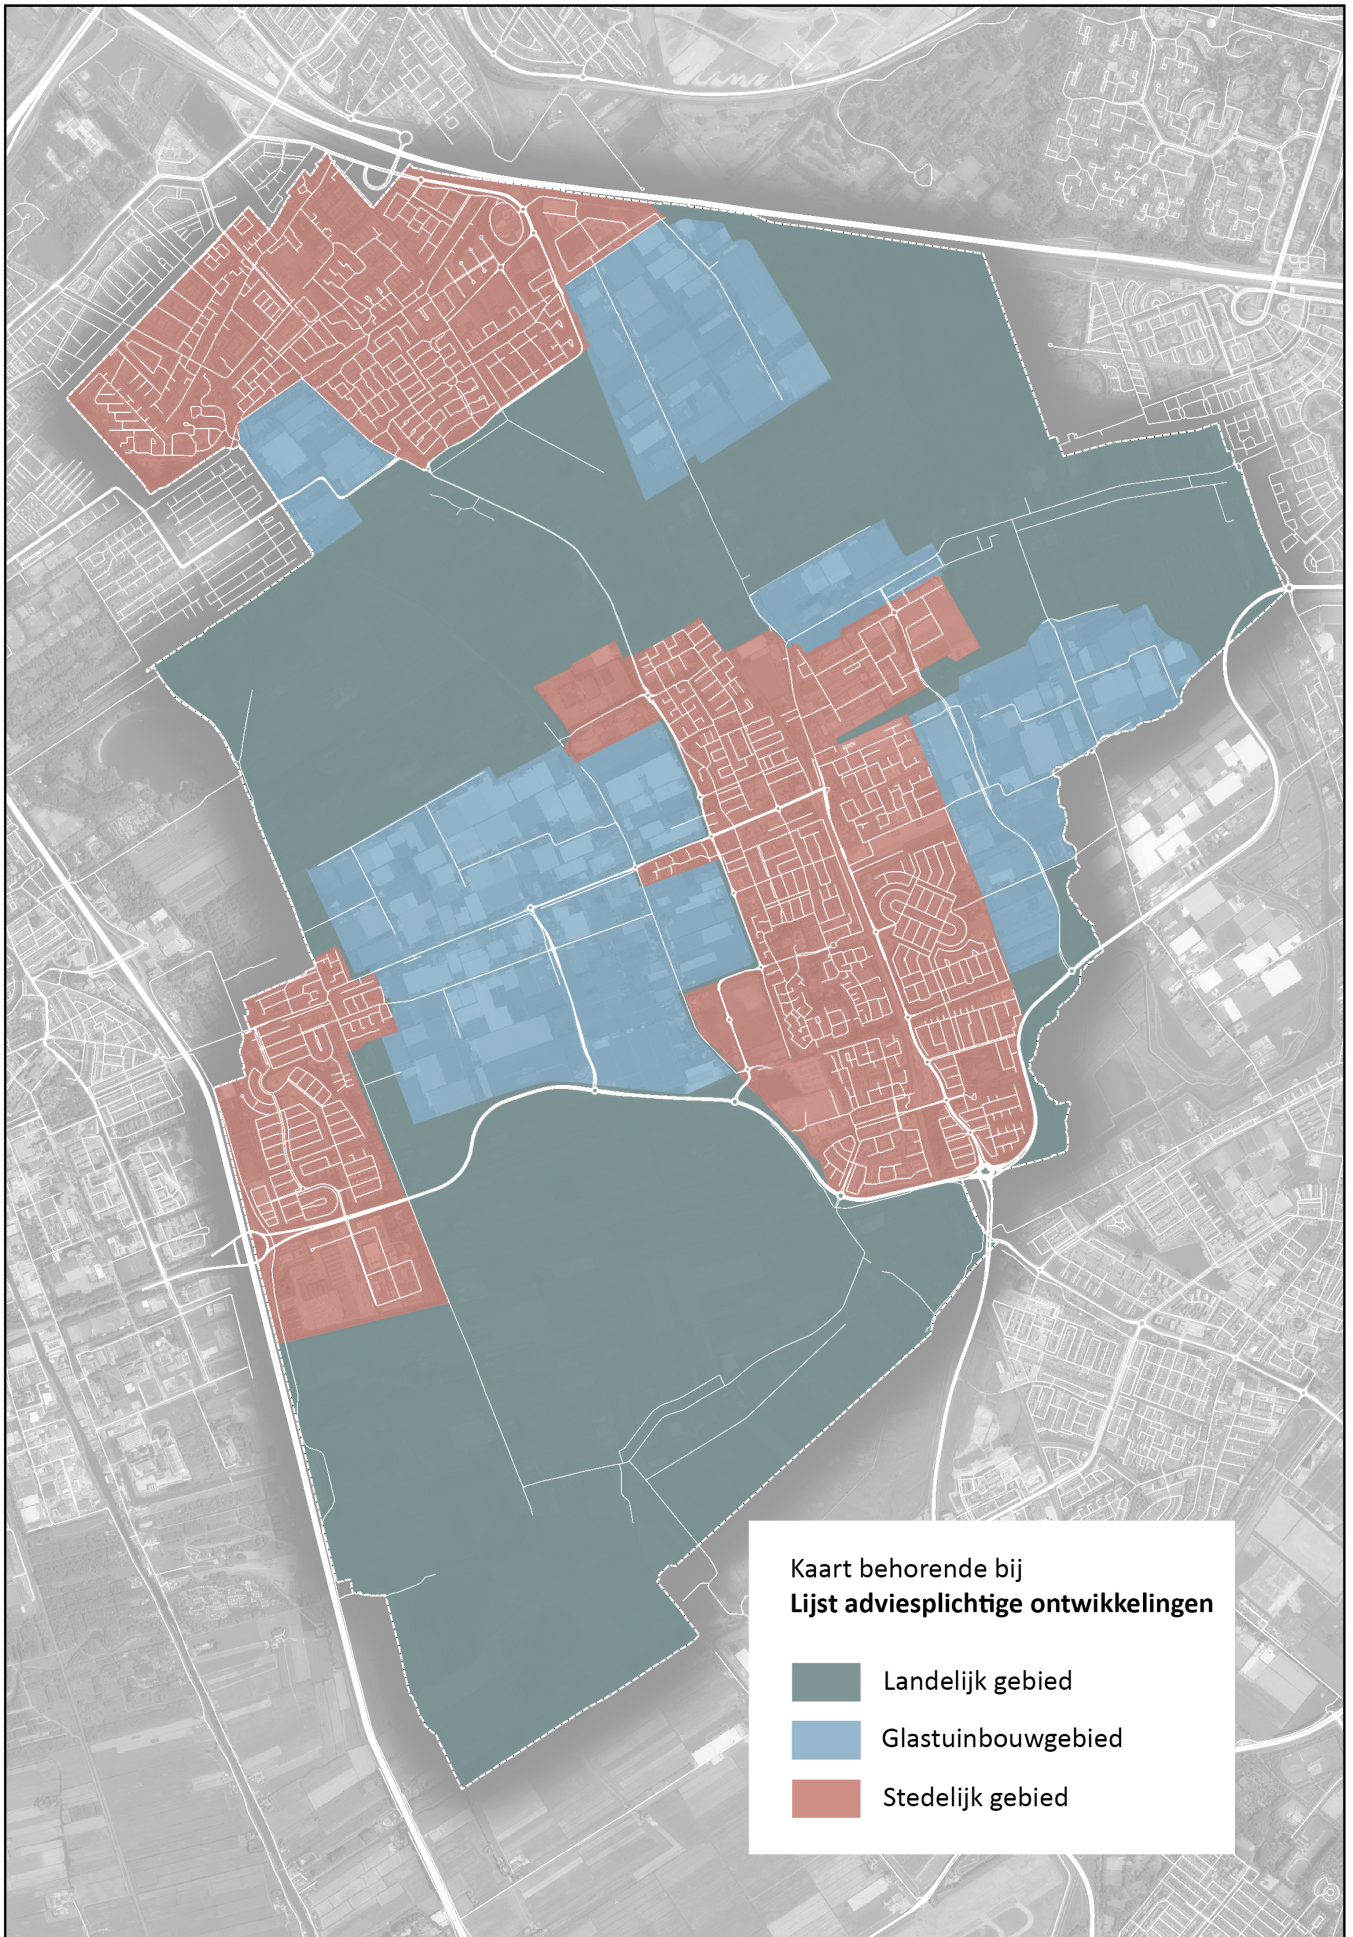 Kaart behorende bij
Lijst adviesplichtige ontwikkelingen
Landelijk gebied
Glastuinbouwgebied
Stedelijk gebied